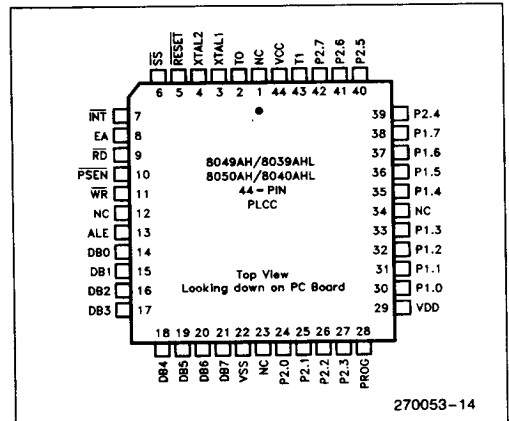 SS RESET XTAL2 XTAL1 T0 NC VCC T1 P2.7 P2.6 P2.5
6 5 4 3 2 1 44 43 42 41 40
INT 7
EA 8
RD 9
PSEN 10
WR 11
NC 12
ALE 13
DB0 14
DB1 15
DB2 16
DB3 17
8049AH/8039AHL
8050AH/8040AHL
44-PIN
PLCC
Top View
Looking down on PC Board
39 P2.4
38 P1.7
37 P1.6
36 P1.5
35 P1.4
34 NC
33 P1.3
32 P1.2
31 P1.1
30 P1.0
29 VDD
18 19 20 21 22 23 24 25 26 27 28
DB4 DB5 DB6 DB7 VSS NC P2.0 P2.1 P2.2 P2.3 PROG
270053-14